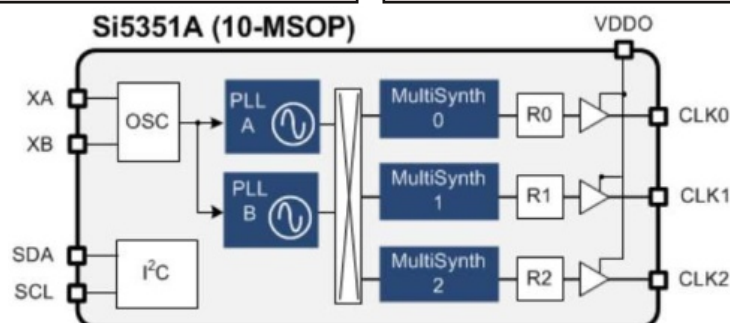 Si5351A (10-MSOP)
VDDO
XA
XB
OSC
PLL
A
PLL
B
MultiSynth
0
R0
CLK0
MultiSynth
1
R1
CLK1
SDA
SCL
I²C
MultiSynth
2
R2
CLK2